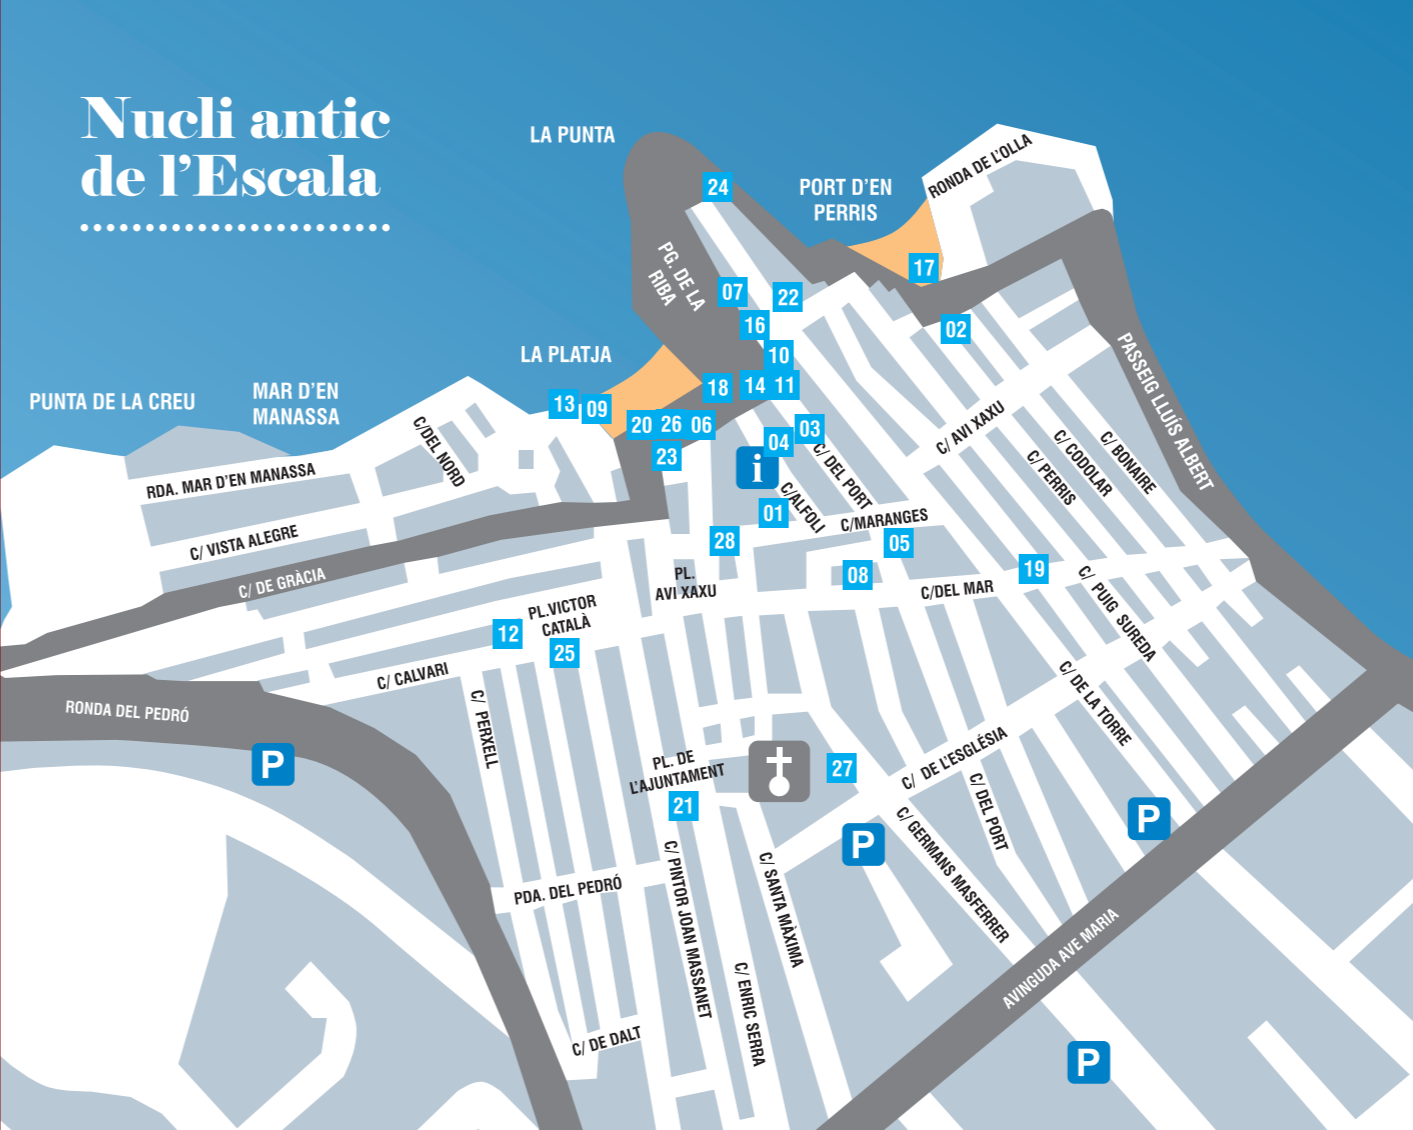 Nucli antic
de l'Escala
LA PUNTA
PORT D'EN
PERRIS
RONDA DE L'OLLA
24
17
PG. DE LA
RIBA
07
22
16
02
10
LA PLATJA
18
14
11
PASSEIG LLUÍS ALBERT
PUNTA DE LA CREU
MAR D'EN
MANASSA
13
09
20
26
06
03
04
23
i
C/DEL NORD
C/ AVI XAXU
C/ DEL PORT
C/ PERRIS
C/ CODOLAR
C/ BONAIRE
RDA. MAR D'EN MANASSA
C/ALFOLI
01
C/MARANGES
C/ VISTA ALEGRE
28
05
C/ DE GRÀCIA
PL.
AVI XAXU
08
19
C/DEL MAR
C/ PUIG SUREDA
PL.VICTOR
CATALÀ
12
25
C/ CALVARI
C/ PERXELL
RONDA DEL PEDRÓ
C/ DE LA TORRE
P
PL. DE
L'AJUNTAMENT
27
C/ DE L'ESGLÉSIA
21
C/ DEL PORT
P
P
C/ GERMANS MASFERRER
PDA. DEL PEDRÓ
C/ PINTOR JOAN MASSANET
C/ SANTA MÀXIMA
AVINGUDA AVE MARIA
C/ ENRIC SERRA
C/ DE DALT
P